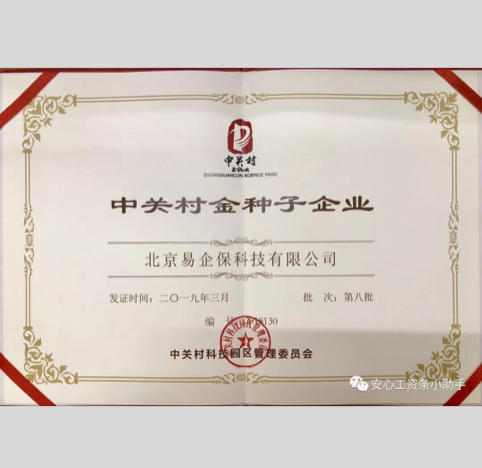 中关村
ZHONGGUANCUN SCIENCE PARK
中关村金种子企业
北京易企保科技有限公司
发证时间：二〇一九年三月 批 次：第八批
编 号
中关村科技园区管理委员会
安心工资条小助手